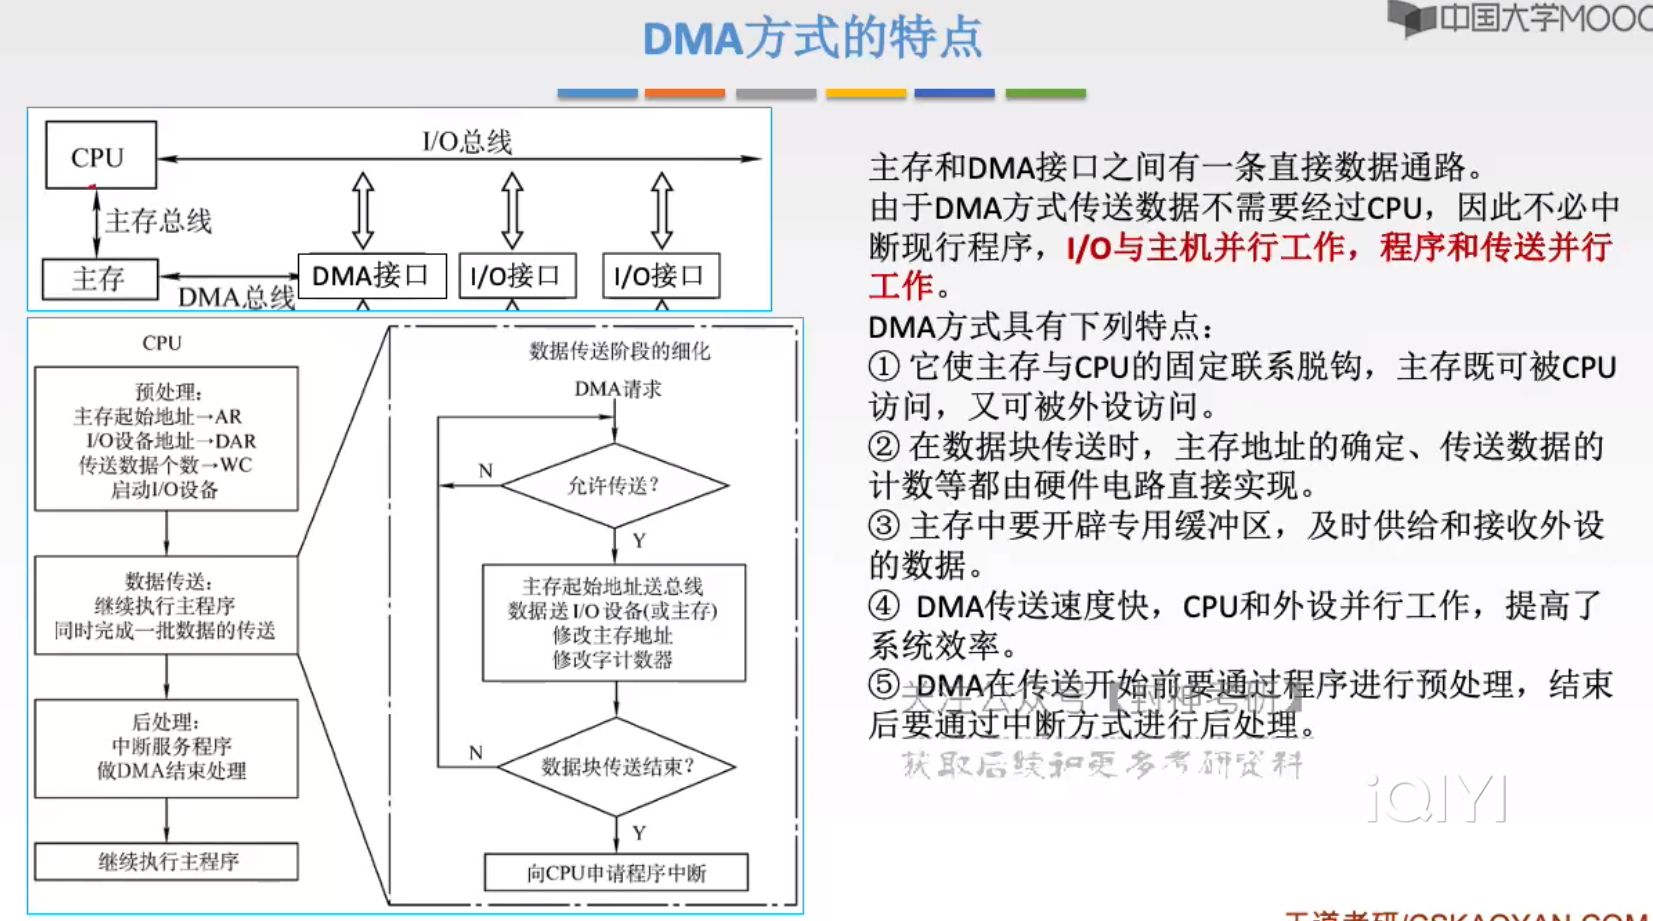 DMA方式的特点
中国大学MOOC
CPU
I/O总线
主存总线
主存
DMA总线
DMA接口
I/O接口
I/O接口
主存和DMA接口之间有一条直接数据通路。
由于DMA方式传送数据不需要经过CPU，因此不必中
断现行程序，I/O与主机并行工作，程序和传送并行
工作。
DMA方式具有下列特点：
① 它使主存与CPU的固定联系脱钩，主存既可被CPU
访问，又可被外设访问。
② 在数据块传送时，主存地址的确定、传送数据的
计数等都由硬件电路直接实现。
③ 主存中要开辟专用缓冲区，及时供给和接收外设
的数据。
④ DMA传送速度快，CPU和外设并行工作，提高了
系统效率。
⑤ DMA在传送开始前要通过程序进行预处理，结束
后要通过中断方式进行后处理。
关注公众号【封神考研】
获取后续和更多考研资料
iQIYI
CPU
预处理：
主存起始地址→AR
I/O设备地址→DAR
传送数据个数→WC
启动I/O设备
数据传送：
继续执行主程序
同时完成一批数据的传送
后处理：
中断服务程序
做DMA结束处理
继续执行主程序
数据传送阶段的细化
DMA请求
允许传送？
N
Y
主存起始地址送总线
数据送I/O设备(或主存)
修改主存地址
修改字计数器
数据块传送结束？
N
Y
向CPU申请程序中断
王道考研/CSKAOYAN.COM